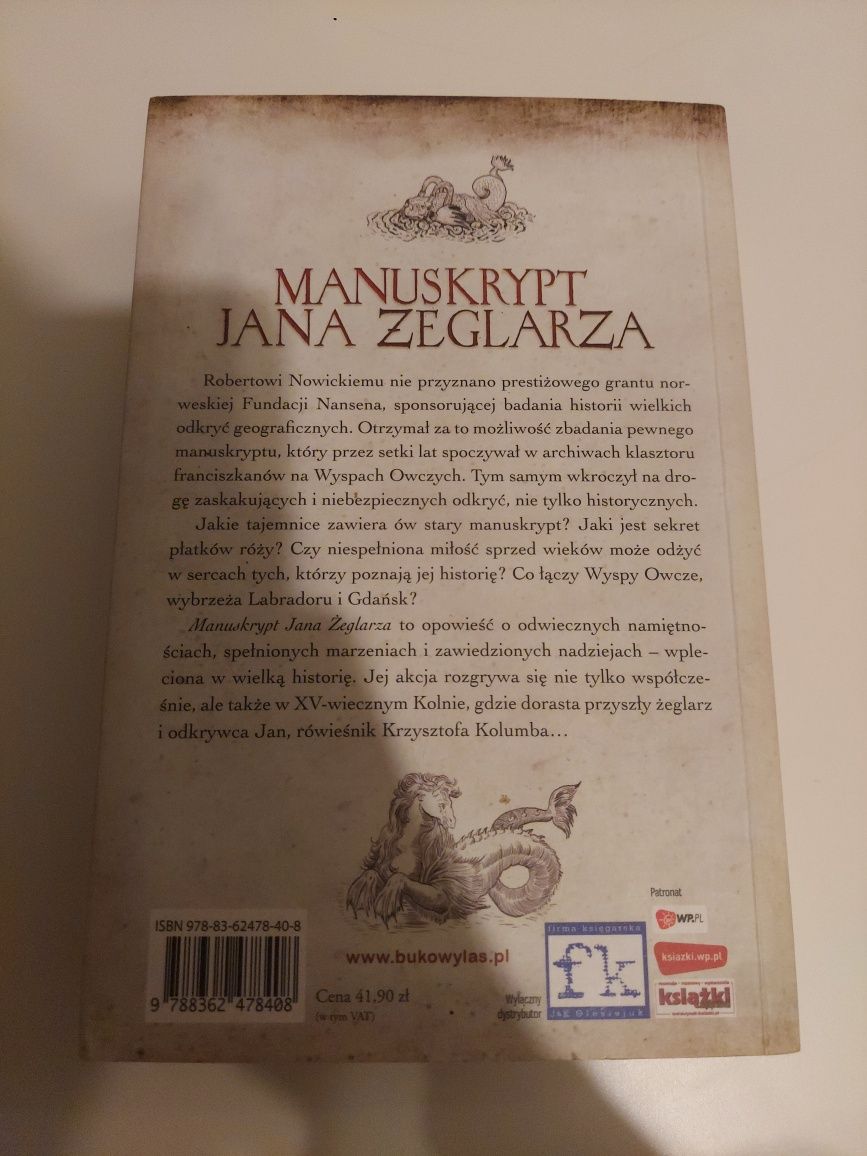 MANUSKRYPT
JANA ŻEGLARZA
Robertowi Nowickiemu nie przyznano prestiżowego grantu nor-
weskiej Fundacji Nansena, sponsorującej badania historii wielkich
odkryć geograficznych. Otrzymał za to możliwość zbadania pewnego
manuskryptu, który przez setki lat spoczywał w archiwach klasztoru
franciszkanów na Wyspach Owczych. Tym samym wkroczył na dro-
gę zaskakujących i niebezpiecznych odkryć, nie tylko historycznych.
Jakie tajemnice zawiera ów stary manuskrypt? Jaki jest sekret
płatków róży? Czy niespełniona miłość sprzed wieków może odżyć
w sercach tych, którzy poznają jej historię? Co łączy Wyspy Owcze,
wybrzeża Labradoru i Gdańsk?
Manuskrypt Jana Żeglarza to opowieść o odwiecznych namiętno-
ściach, spełnionych marzeniach i zawiedzionych nadziejach – wple-
ciona w wielką historię. Jej akcja rozgrywa się nie tylko współcze-
śnie, ale także w XV-wiecznym Kolnie, gdzie dorasta przyszły żeglarz
i odkrywca Jan, rówieśnik Krzysztofa Kolumba...
ISBN 978-83-62478-40-8
9 788362 478408
www.bukowylas.pl
Cena 41,90 zł
(w tym VAT)
Wyłączny
dystrybutor
firma księgarska
fk
J&K Olesiejuk
Patronat
WP.PL
ksiazki.wp.pl
książki